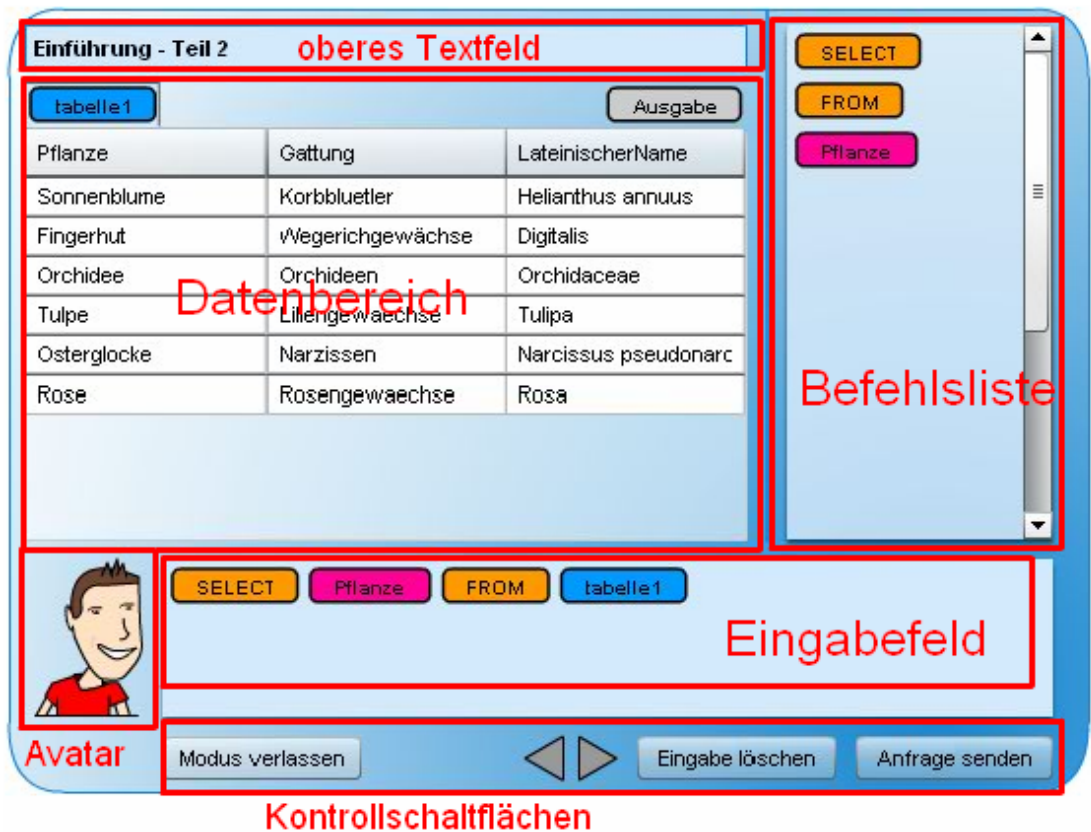 Einführung - Teil 2
oberes Textfeld
SELECT
FROM
Pflanze
tabelle1
Ausgabe
Pflanze Gattung LateinischerName
Sonnenblume Korbbluetler Helianthus annuus
Fingerhut Wegerichgewächse Digitalis
Orchidee Orchideen Orchidaceae
Datenbereich
Tulpe Liliengewaechse Tulipa
Osterglocke Narzissen Narcissus pseudonarc
Rose Rosengewaechse Rosa
Befehlsliste
SELECT Pflanze FROM tabelle1
Eingabefeld
Avatar
Modus verlassen Eingabe löschen Anfrage senden
Kontrollschaltflächen